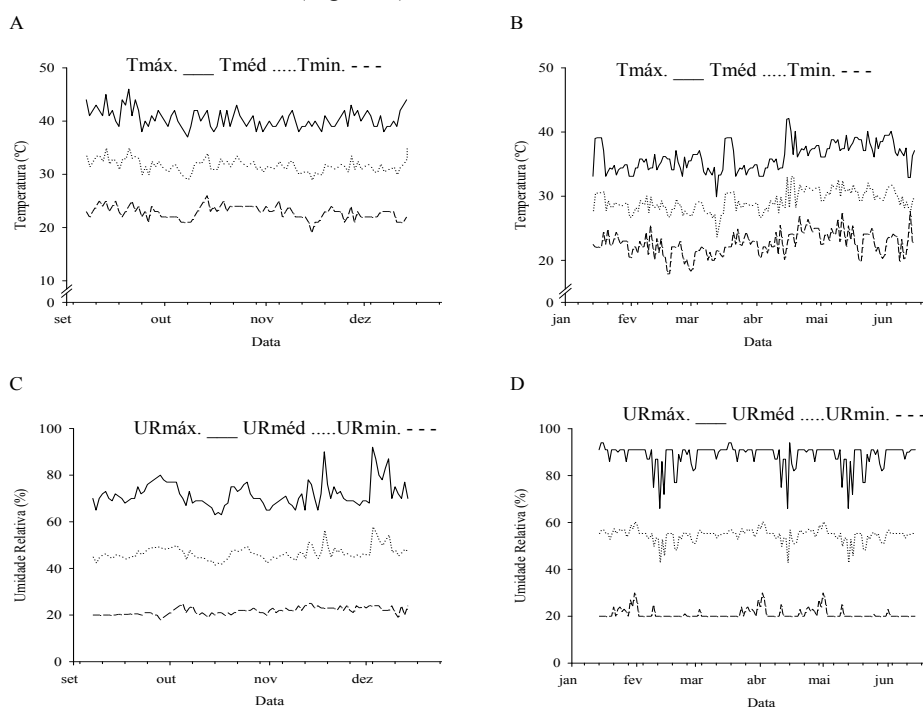 A
Tmáx. ___ Tméd .....Tmin. - - -
50
40
30
20
10
0
Temperatura (°C)
set out nov dez
Data
B
Tmáx. ___ Tméd .....Tmin. - - -
50
40
30
20
0
Temperatura (°C)
jan fev mar abr mai jun
Data
C
URmáx. ___ URméd .....URmin. - - -
100
80
60
40
20
0
Umidade Relativa (%)
set out nov dez
Data
D
URmáx. ___ URméd .....URmin. - - -
100
80
60
40
20
0
Umidade Relativa (%)
jan fev mar abr mai jun
Data